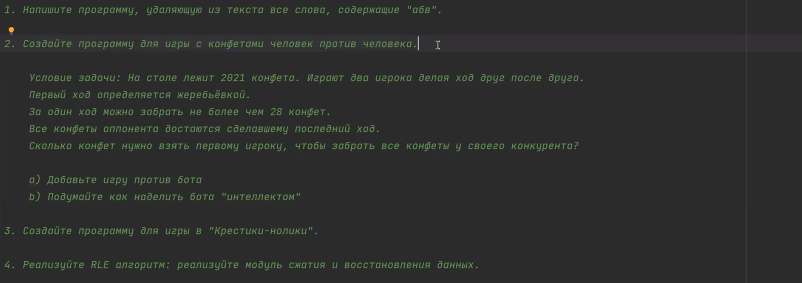 1. Напишите программу, удаляющую из текста все слова, содержащие "абв".
2. Создайте программу для игры с конфетами человек против человека.
Условие задачи: На столе лежит 2021 конфета. Играют два игрока делая ход друг после друга.
Первый ход определяется жеребьёвкой.
За один ход можно забрать не более чем 28 конфет.
Все конфеты оппонента достаются сделавшему последний ход.
Сколько конфет нужно взять первому игроку, чтобы забрать все конфеты у своего конкурента?
a) Добавьте игру против бота
b) Подумайте как наделить бота "интеллектом"
3. Создайте программу для игры в "Крестики-нолики".
4. Реализуйте RLE алгоритм: реализуйте модуль сжатия и восстановления данных.